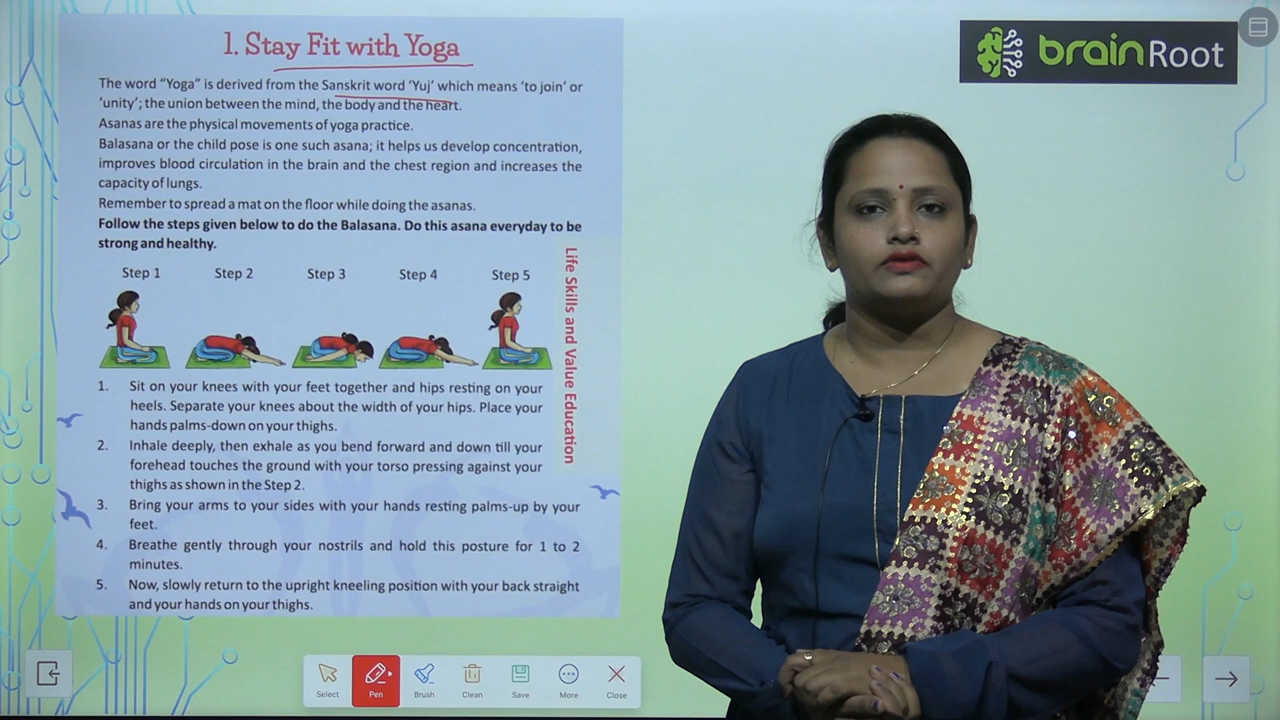 1. Stay Fit with Yoga
The word "Yoga" is derived from the Sanskrit word 'Yuj' which means 'to join' or
'unity'; the union between the mind, the body and the heart.
Asanas are the physical movements of yoga practice.
Balasana or the child pose is one such asana; it helps us develop concentration,
improves blood circulation in the brain and the chest region and increases the
capacity of lungs.
Remember to spread a mat on the floor while doing the asanas.
Follow the steps given below to do the Balasana. Do this asana everyday to be
strong and healthy.
Step 1 Step 2 Step 3 Step 4 Step 5
1. Sit on your knees with your feet together and hips resting on your
heels. Separate your knees about the width of your hips. Place your
hands palms-down on your thighs.
2. Inhale deeply, then exhale as you bend forward and down till your
forehead touches the ground with your torso pressing against your
thighs as shown in the Step 2.
3. Bring your arms to your sides with your hands resting palms-up by your
feet.
4. Breathe gently through your nostrils and hold this posture for 1 to 2
minutes.
5. Now, slowly return to the upright kneeling position with your back straight
and your hands on your thighs.
Life Skills and Value Education
brainRoot
Select Pen Brush Clean Save More Close